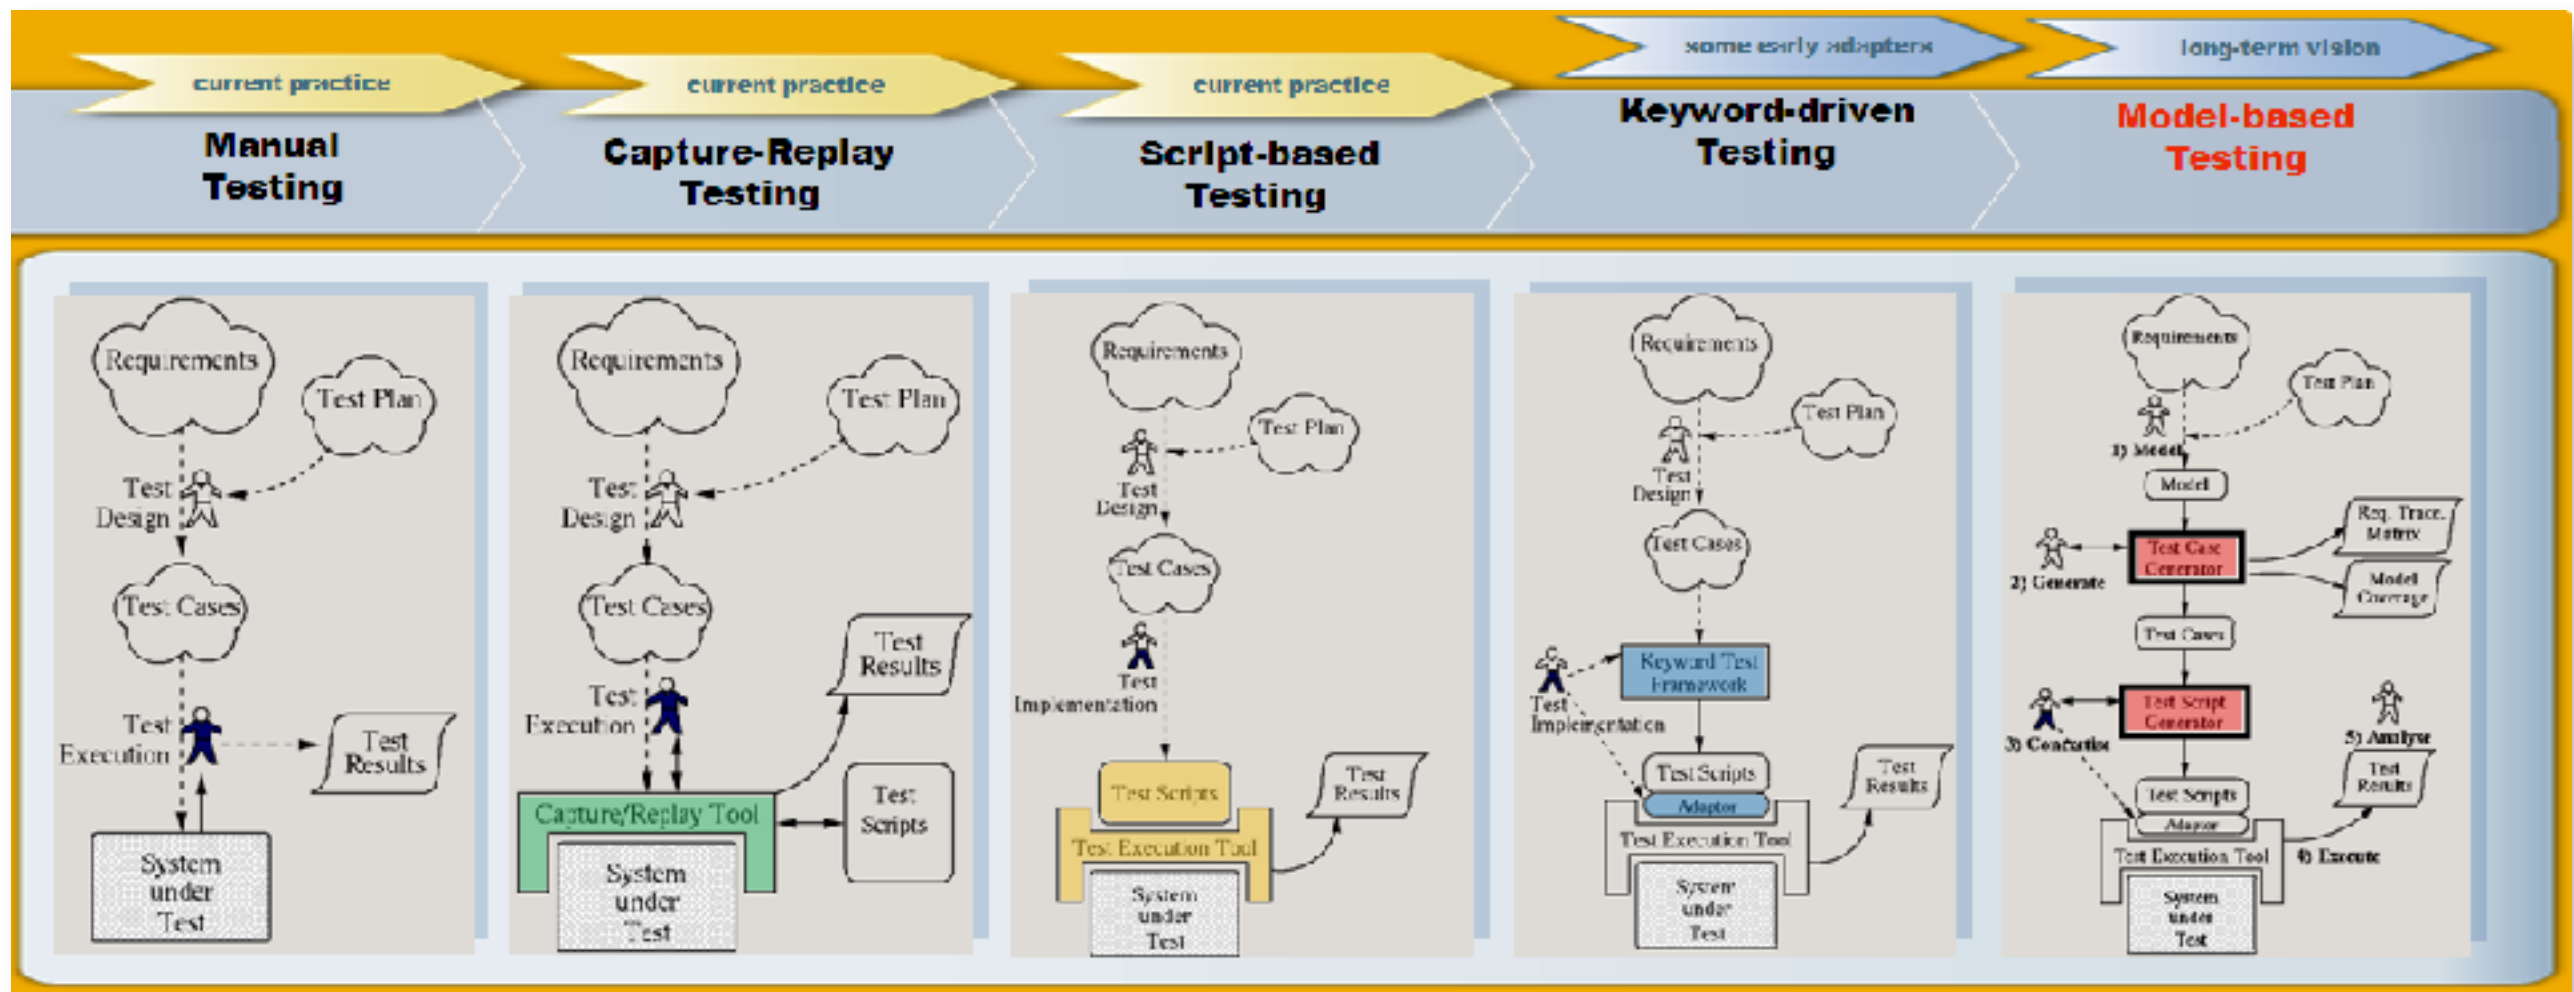 current practice
current practice
current practice
some early adapters
long-term vision
Manual
Testing
Capture-Replay
Testing
Script-based
Testing
Keyword-driven
Testing
Model-based
Testing
Requirements
Test Plan
Test
Design
Test Cases
Test
Execution
Test
Results
System
under
Test
Requirements
Test Plan
Test
Design
Test Cases
Test
Results
Test
Execution
Capture/Replay Tool
Test
Scripts
System
under
Test
Requirements
Test Plan
Test
Design
Test Cases
Test
Implementation
Test Scripts
Test
Results
Test Execution Tool
System
under
Test
Requirements
Test Plan
Test
Design
Test Cases
Keyword Test
Framework
Test
Implementation
Test Scripts
Adaptor
Test
Results
Test Execution Tool
System
under
Test
Requirements
Test Plan
1) Model
Model
Req. Trace.
Matrix
Test Case
Generator
2) Generate
Model
Coverage
Test Cases
Test Script
Generator
3) Concretise
5) Analyse
Test
Results
Test Scripts
Adaptor
Test Execution Tool
4) Execute
System
under
Test